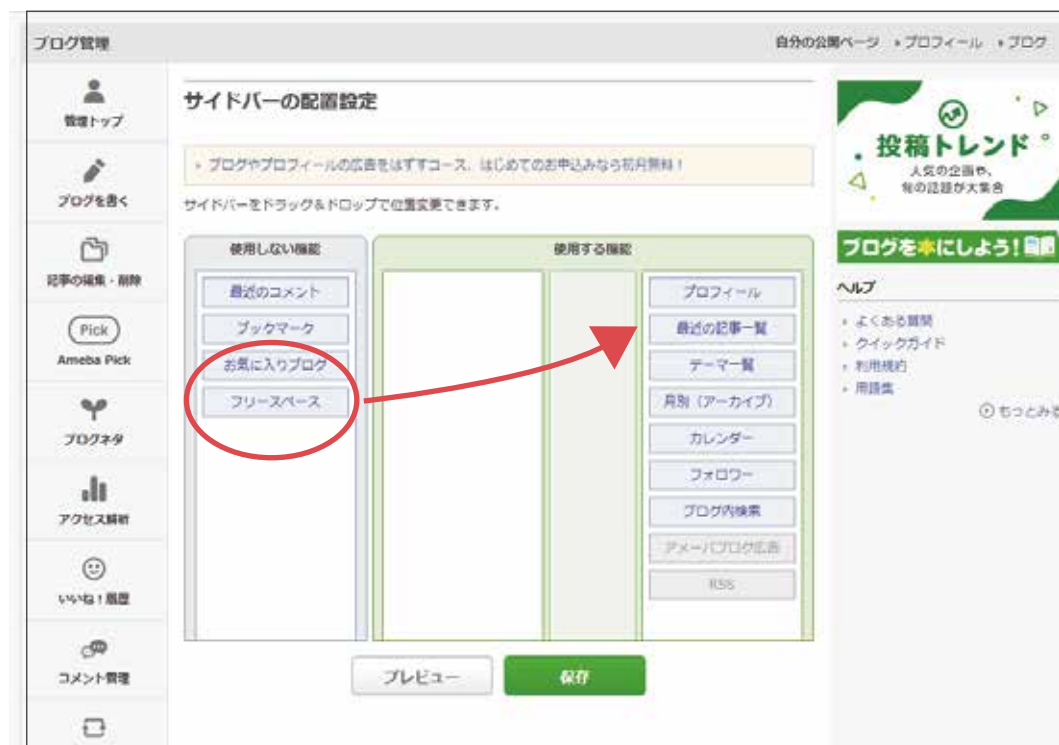 ブログ管理
自分の公開ページ ・プロフィール ・ブログ
管理トップ
ブログを書く
記事の編集・削除
Pick
Ameba Pick
ブログネタ
アクセス解析
いいね！履歴
コメント管理
サイドバーの配置設定
ブログやプロフィールの広告をはずすコース、はじめてのお申込みなら初月無料！
サイドバーをドラッグ&ドロップで位置変更できます。
使用しない機能
最近のコメント
ブックマーク
お気に入りブログ
フリースペース
使用する機能
プロフィール
最近の記事一覧
テーマ一覧
月別（アーカイブ）
カレンダー
フォロワー
ブログ内検索
アメーバブログ広告
RSS
プレビュー
保存
投稿トレンド
人気の企画や、
旬の話題が大集合
ブログを本にしよう！
ヘルプ
よくある質問
クイックガイド
利用規約
用語集
もっとみる